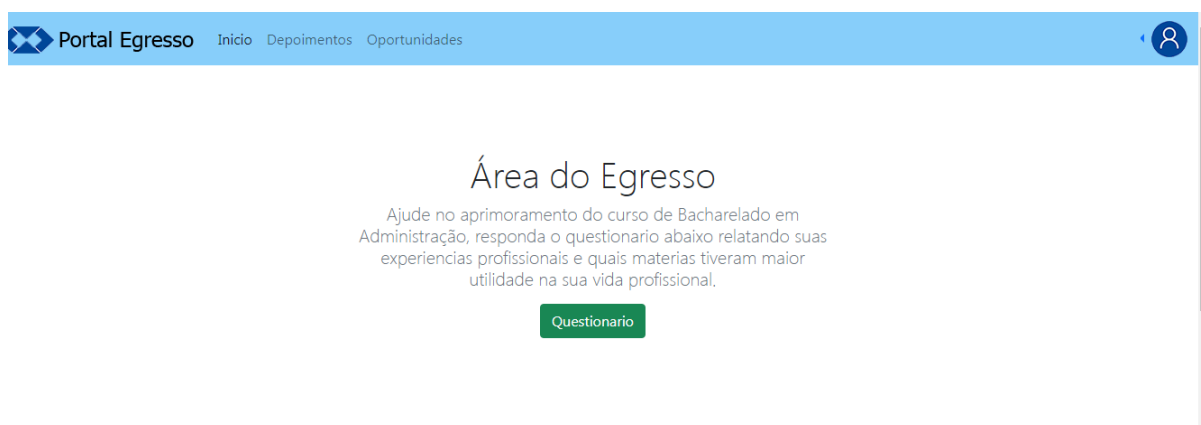 Portal Egresso Inicio Depoimentos Oportunidades
Área do Egresso
Ajude no aprimoramento do curso de Bacharelado em
Administração, responda o questionario abaixo relatando suas
experiencias profissionais e quais materias tiveram maior
utilidade na sua vida profissional.
Questionario